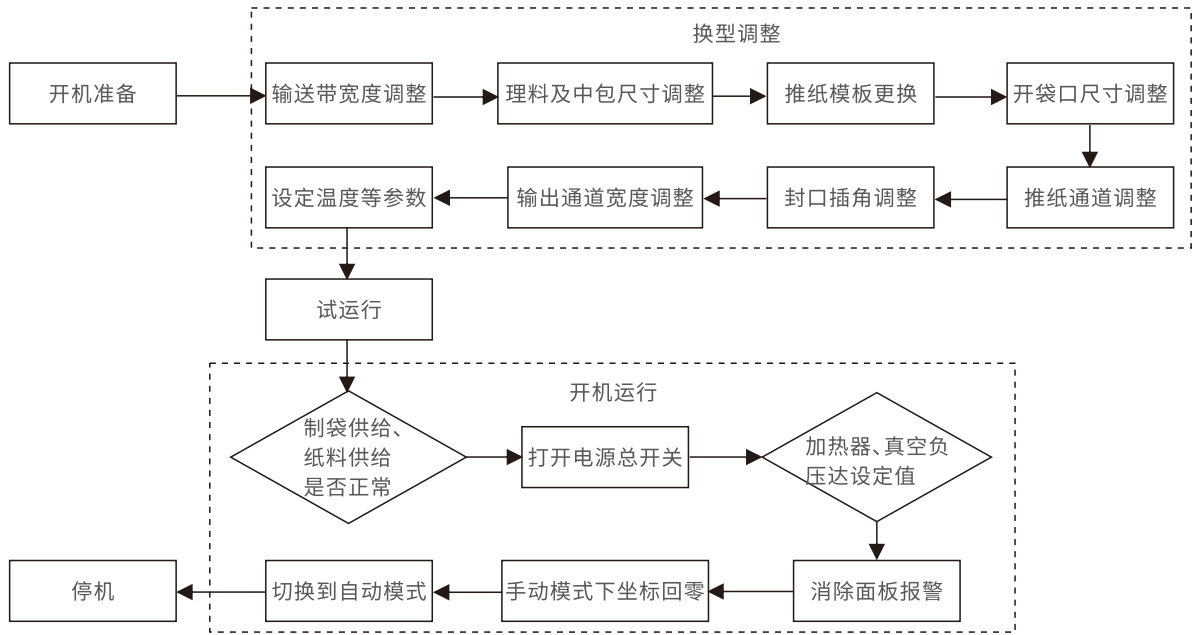 换型调整
开机准备
输送带宽度调整
理料及中包尺寸调整
推纸模板更换
开袋口尺寸调整
推纸通道调整
封口插角调整
输出通道宽度调整
设定温度等参数
试运行
开机运行
制袋供给、
纸料供给
是否正常
打开电源总开关
加热器、真空负
压达设定值
消除面板报警
手动模式下坐标回零
切换到自动模式
停机